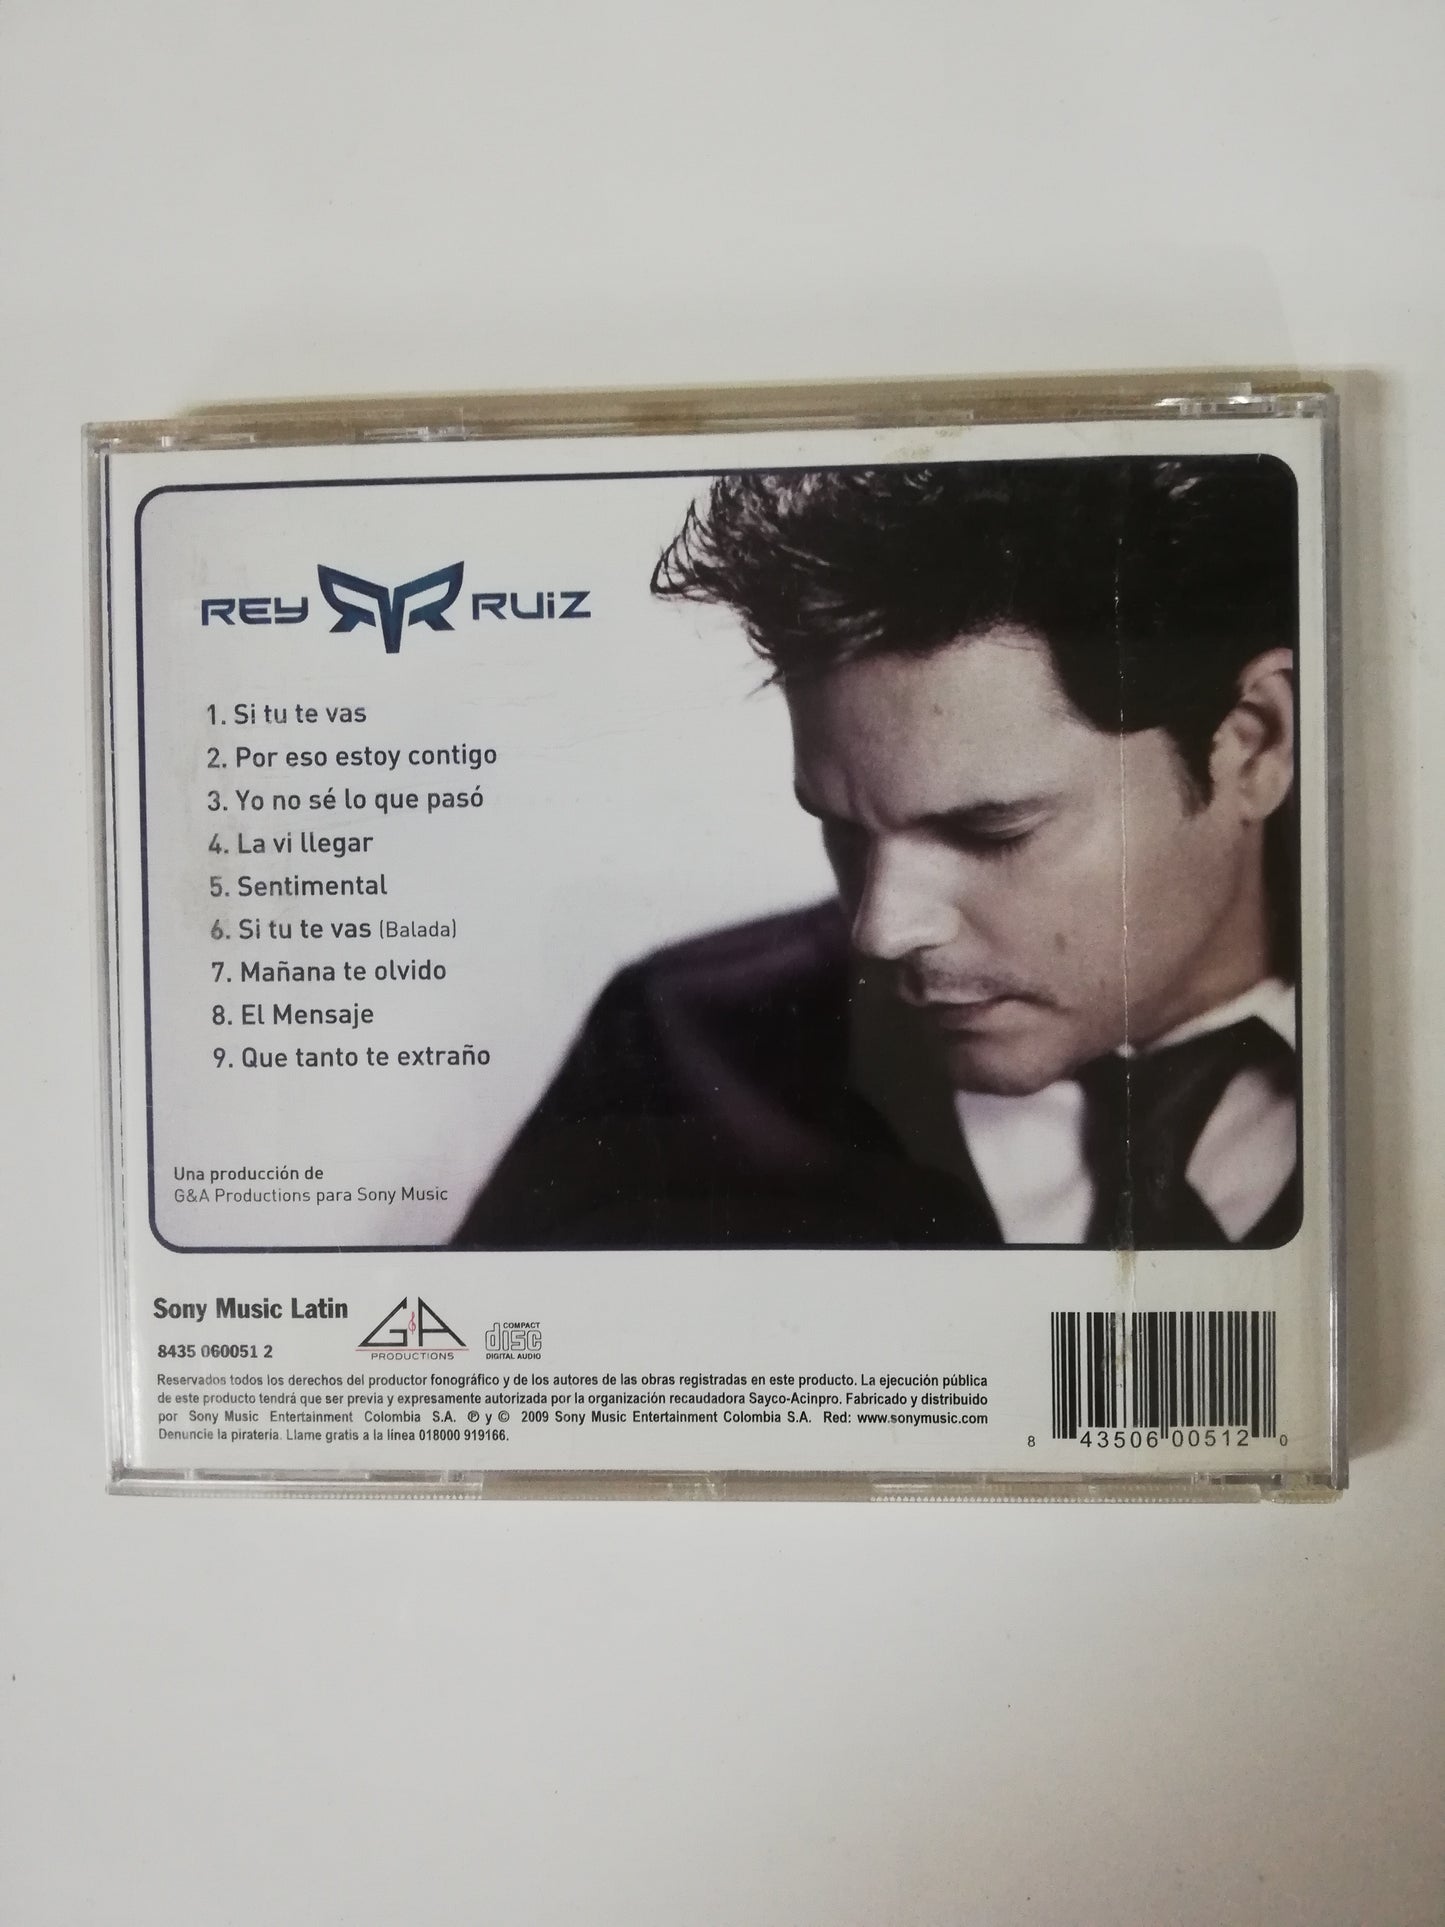 REY RR RUiZ
1. Si tu te vas
2. Por eso estoy contigo
3. Yo no sé lo que pasó
4. La vi llegar
5. Sentimental
6. Si tu te vas (Balada)
7. Mañana te olvido
8. El Mensaje
9. Que tanto te extraño
Una producción de
G&A Productions para Sony Music
Sony Music Latin
8435 060051 2
G&A
PRODUCTIONS
COMPACT
disc
DIGITAL AUDIO
Reservados todos los derechos del productor fonográfico y de los autores de las obras registradas en este producto. La ejecución pública
de este producto tendrá que ser previa y expresamente autorizada por la organización recaudadora Sayco-Acinpro. Fabricado y distribuido
por Sony Music Entertainment Colombia S.A. ℗ y © 2009 Sony Music Entertainment Colombia S.A. Red: www.sonymusic.com
Denuncie la piratería. Llame gratis a la línea 018000 919166.
8 43506 00512 0